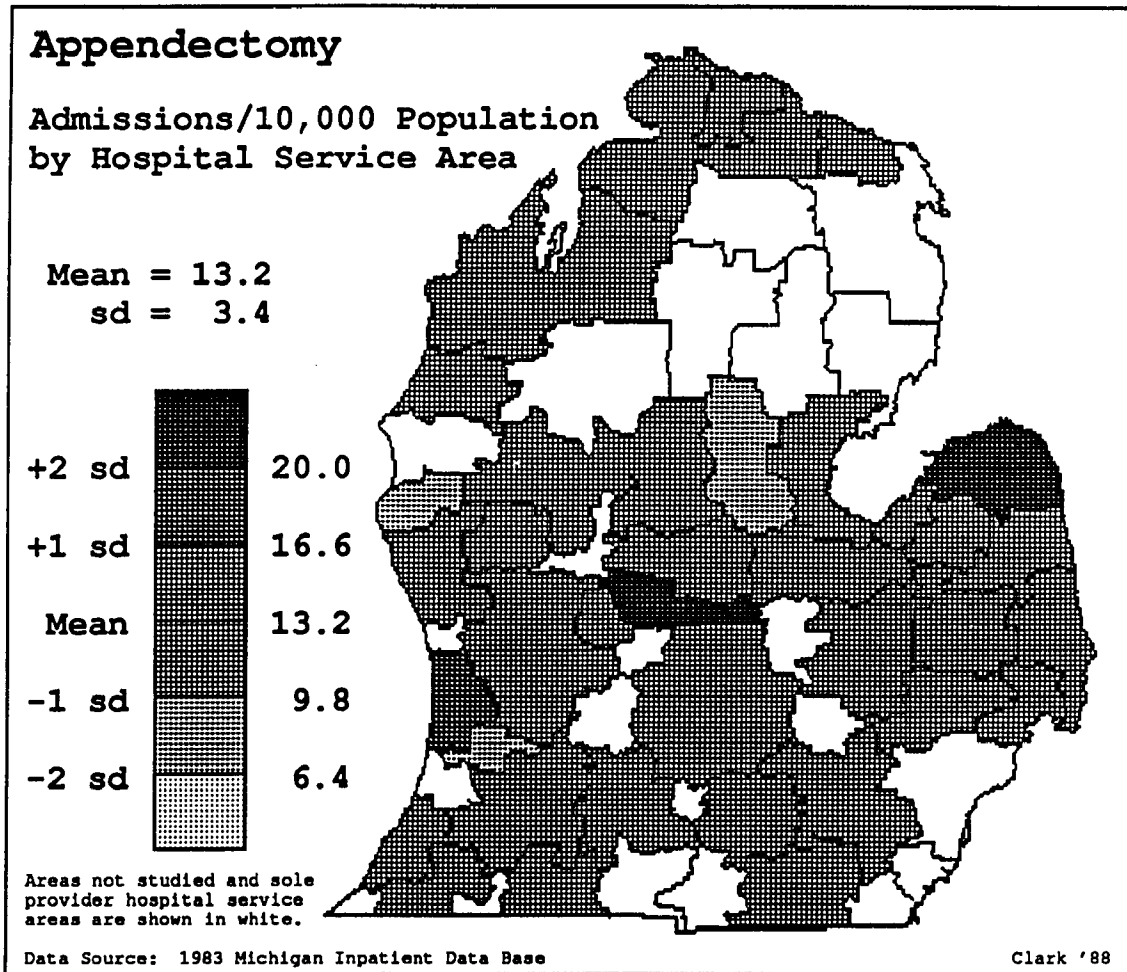 Appendectomy
Admissions/10,000 Population
by Hospital Service Area
Mean = 13.2
sd = 3.4
+2 sd 20.0
+1 sd 16.6
Mean 13.2
-1 sd 9.8
-2 sd 6.4
Areas not studied and sole
provider hospital service
areas are shown in white.
Data Source: 1983 Michigan Inpatient Data Base
Clark '88